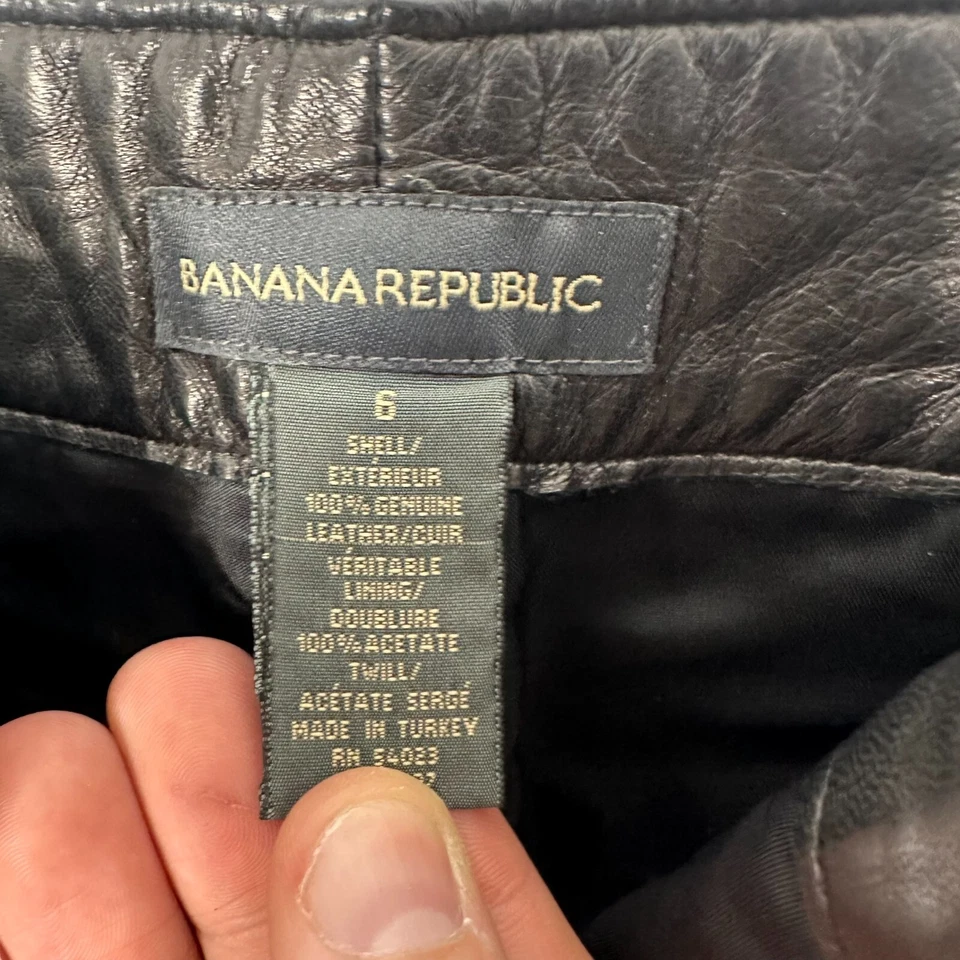 BANANA REPUBLIC
6
SHELL/
EXTÉRIEUR
100% GENUINE
LEATHER/CUIR
VÉRITABLE
LINING/
DOUBLURE
100% ACETATE
TWILL/
ACÉTATE SERGÉ
MADE IN TURKEY
RN 54023